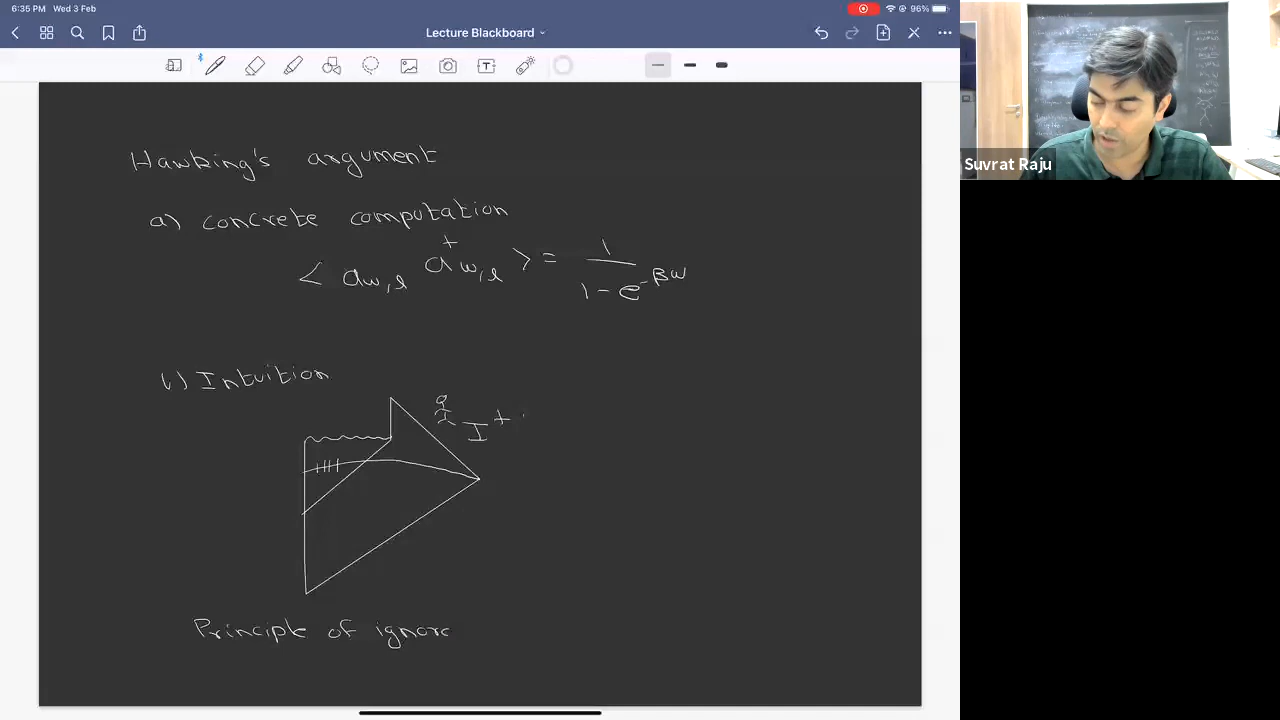 6:35 PM Wed 3 Feb
96%
Lecture Blackboard
Hawking's argument
a) concrete computation
< a_{ω,l} a^+_{ω,l} > = 1 / (1 - e^{-βω})
b) Intuition
I^+
Principle of ignorc
Suvrat Raju